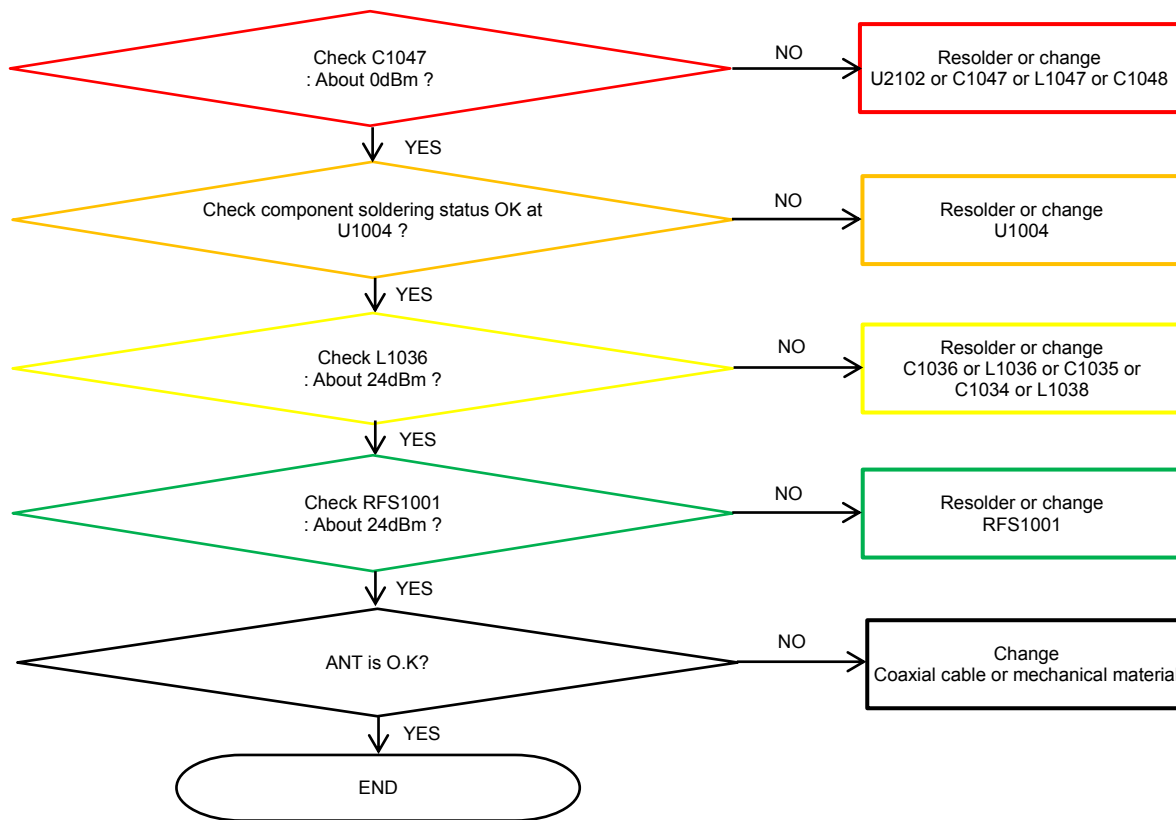 Check C1047
: About 0dBm ?
NO
Resolder or change
U2102 or C1047 or L1047 or C1048
YES
Check component soldering status OK at
U1004 ?
NO
Resolder or change
U1004
YES
Check L1036
: About 24dBm ?
NO
Resolder or change
C1036 or L1036 or C1035 or
C1034 or L1038
YES
Check RFS1001
: About 24dBm ?
NO
Resolder or change
RFS1001
YES
ANT is O.K?
NO
Change
Coaxial cable or mechanical material
YES
END